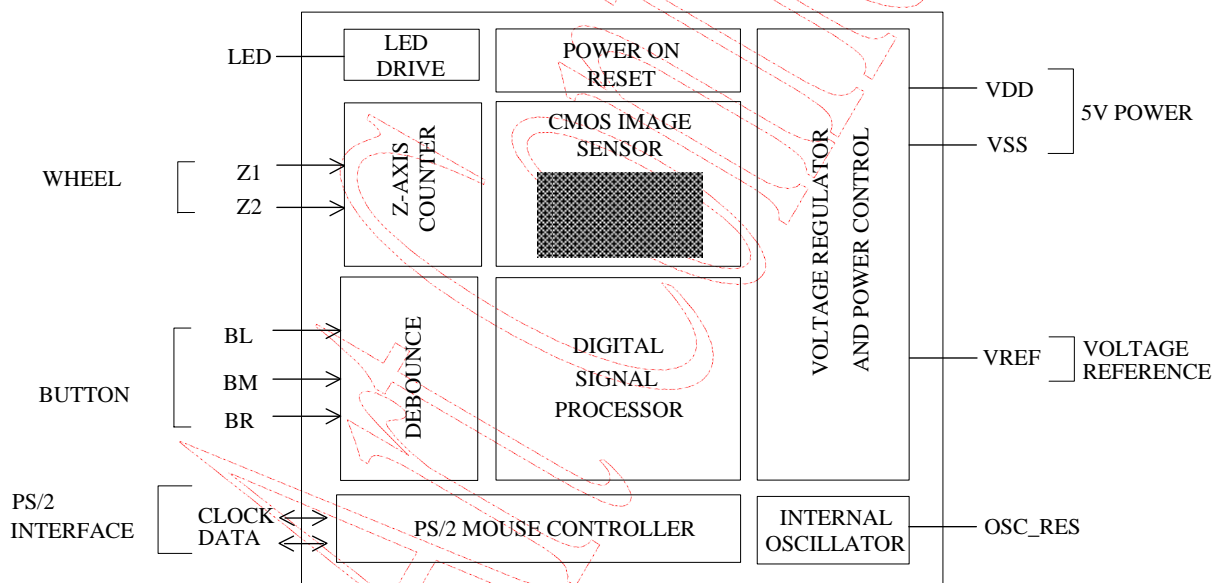 LED
LED
DRIVE
POWER ON
RESET
VDD
VSS
5V POWER
WHEEL
Z1
Z2
Z-AXIS
COUNTER
CMOS IMAGE
SENSOR
VOLTAGE REGULATOR
AND POWER CONTROL
BUTTON
BL
BM
BR
DEBOUNCE
DIGITAL
SIGNAL
PROCESSOR
VREF
VOLTAGE
REFERENCE
PS/2
INTERFACE
CLOCK
DATA
PS/2 MOUSE CONTROLLER
INTERNAL
OSCILLATOR
OSC_RES